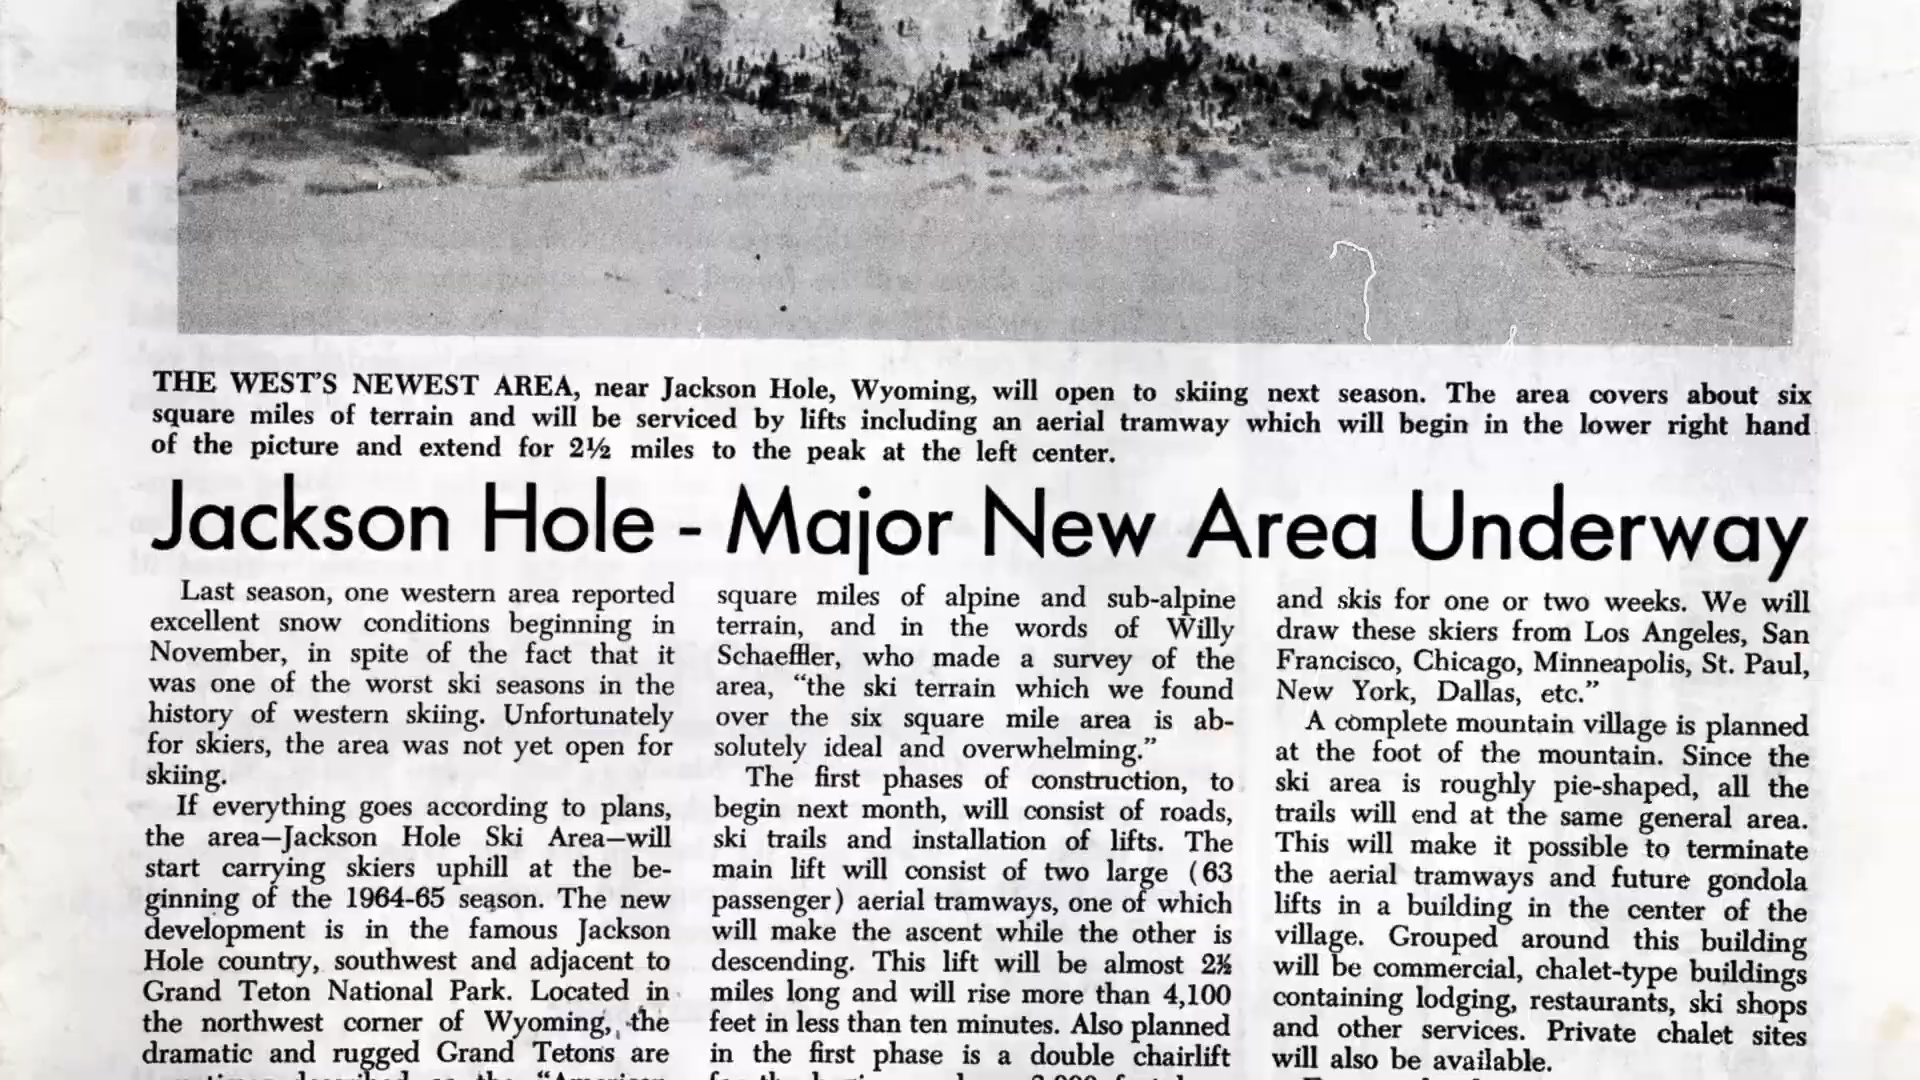 THE WEST'S NEWEST AREA, near Jackson Hole, Wyoming, will open to skiing next season. The area covers about six
square miles of terrain and will be serviced by lifts including an aerial tramway which will begin in the lower right hand
of the picture and extend for 2½ miles to the peak at the left center.
Jackson Hole - Major New Area Underway
Last season, one western area reported
excellent snow conditions beginning in
November, in spite of the fact that it
was one of the worst ski seasons in the
history of western skiing. Unfortunately
for skiers, the area was not yet open for
skiing.
If everything goes according to plans,
the area—Jackson Hole Ski Area—will
start carrying skiers uphill at the be-
ginning of the 1964-65 season. The new
development is in the famous Jackson
Hole country, southwest and adjacent to
Grand Teton National Park. Located in
the northwest corner of Wyoming, the
dramatic and rugged Grand Tetons are
described as the "American
square miles of alpine and sub-alpine
terrain, and in the words of Willy
Schaeffler, who made a survey of the
area, "the ski terrain which we found
over the six square mile area is ab-
solutely ideal and overwhelming."
The first phases of construction, to
begin next month, will consist of roads,
ski trails and installation of lifts. The
main lift will consist of two large (63
passenger) aerial tramways, one of which
will make the ascent while the other is
descending. This lift will be almost 2½
miles long and will rise more than 4,100
feet in less than ten minutes. Also planned
in the first phase is a double chairlift
and skis for one or two weeks. We will
draw these skiers from Los Angeles, San
Francisco, Chicago, Minneapolis, St. Paul,
New York, Dallas, etc."
A complete mountain village is planned
at the foot of the mountain. Since the
ski area is roughly pie-shaped, all the
trails will end at the same general area.
This will make it possible to terminate
the aerial tramways and future gondola
lifts in a building in the center of the
village. Grouped around this building
will be commercial, chalet-type buildings
containing lodging, restaurants, ski shops
and other services. Private chalet sites
will also be available.